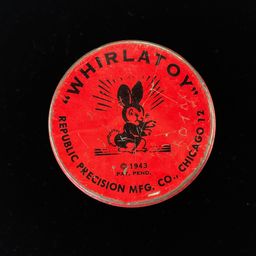 "WHIRLATOY"
© 1943
PAT. PEND.
REPUBLIC PRECISION MFG. CO., CHICAGO 12